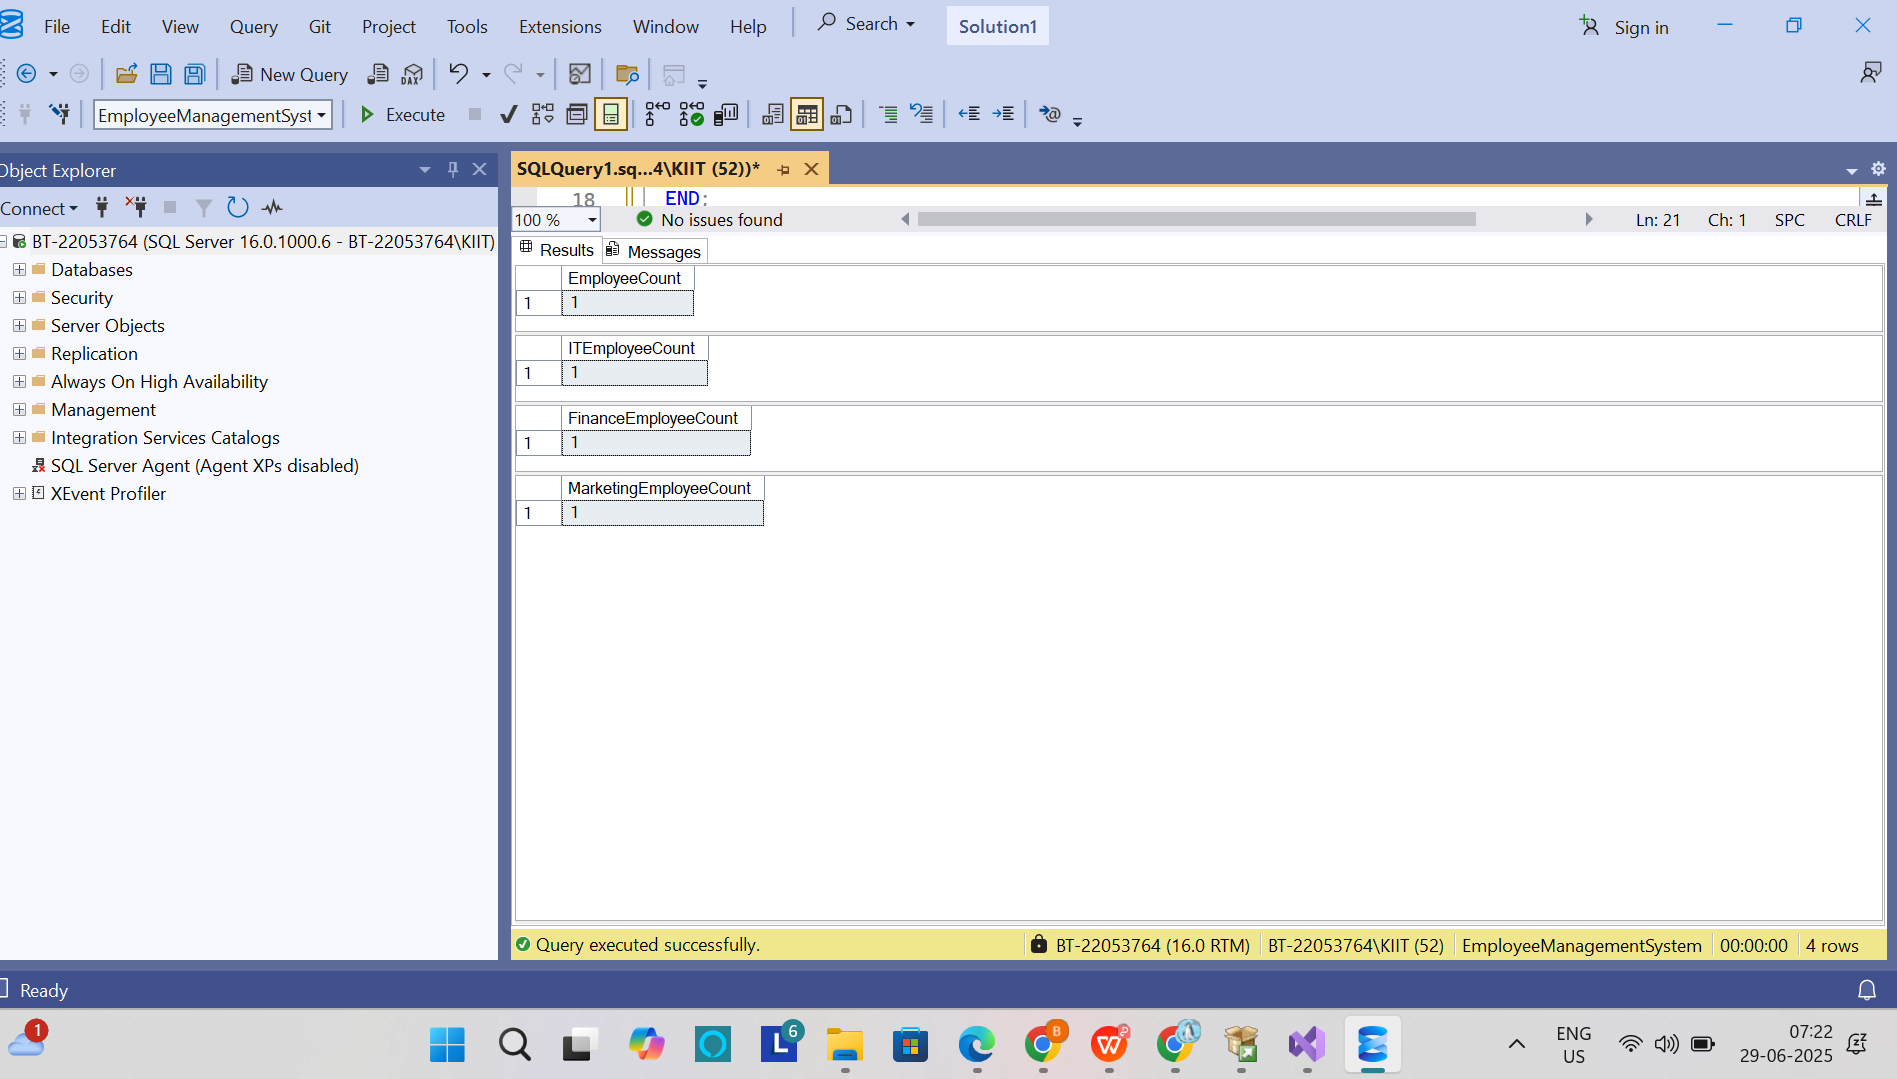 File Edit View Query Git Project Tools Extensions Window Help Search Solution1 Sign in
New Query DAX
EmployeeManagementSyst Execute
Object Explorer
SQLQuery1.sq...4\KIIT (52))*
Connect
18 END;
100 % No issues found Ln: 21 Ch: 1 SPC CRLF
BT-22053764 (SQL Server 16.0.1000.6 - BT-22053764\KIIT)
Databases
Security
Server Objects
Replication
Always On High Availability
Management
Integration Services Catalogs
SQL Server Agent (Agent XPs disabled)
XEvent Profiler
Results Messages
EmployeeCount
1 1
ITEmployeeCount
1 1
FinanceEmployeeCount
1 1
MarketingEmployeeCount
1 1
Query executed successfully. BT-22053764 (16.0 RTM) BT-22053764\KIIT (52) EmployeeManagementSystem 00:00:00 4 rows
Ready
1 L 6 B W ENG 07:22
US 29-06-2025